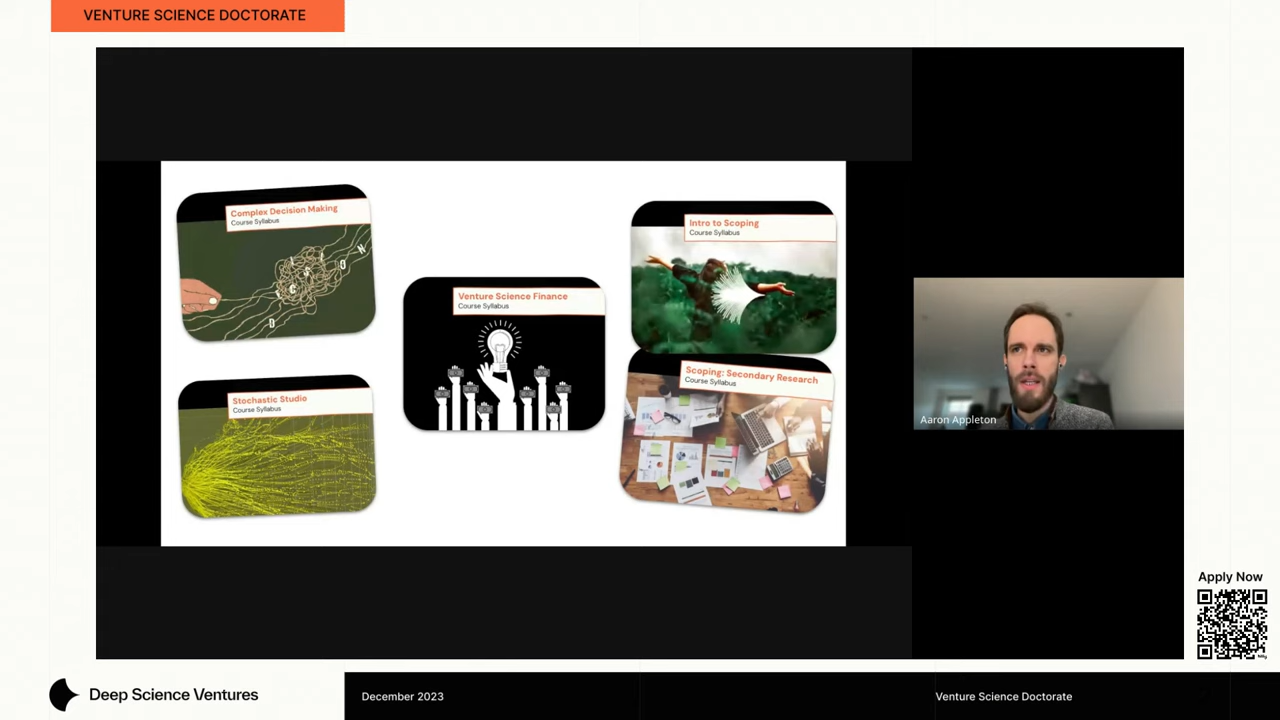 VENTURE SCIENCE DOCTORATE
Complex Decision Making
Course Syllabus
D
C
I
S
I
O
N
Stochastic Studio
Course Syllabus
Venture Science Finance
Course Syllabus
Intro to Scoping
Course Syllabus
Scoping: Secondary Research
Course Syllabus
Aaron Appleton
Apply Now
Deep Science Ventures
December 2023
Venture Science Doctorate